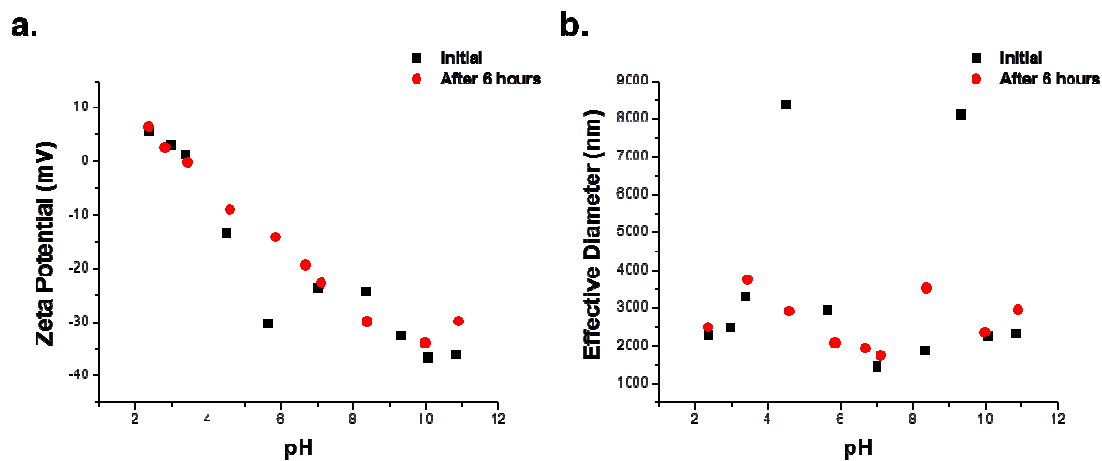 a.
Initial
After 6 hours
10
0
-10
-20
-30
-40
Zeta Potential (mV)
2
4
6
8
10
12
pH
b.
Initial
After 6 hours
9000
8000
7000
6000
5000
4000
3000
2000
1000
Effective Diameter (nm)
2
4
6
8
10
12
pH